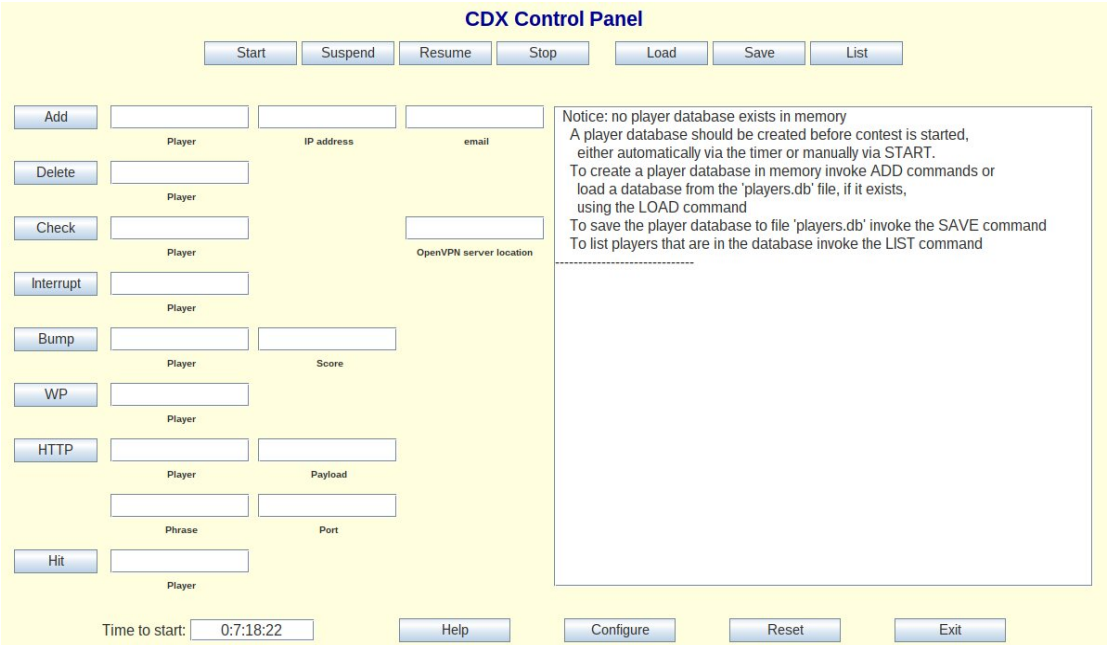 CDX Control Panel
Start Suspend Resume Stop Load Save List
Add
Player IP address email
Delete
Player
Check
Player OpenVPN server location
Interrupt
Player
Bump
Player Score
WP
Player
HTTP
Player Payload
Phrase Port
Hit
Player
Notice: no player database exists in memory
A player database should be created before contest is started,
either automatically via the timer or manually via START.
To create a player database in memory invoke ADD commands or
load a database from the 'players.db' file, if it exists,
using the LOAD command
To save the player database to file 'players.db' invoke the SAVE command
To list players that are in the database invoke the LIST command
------------------------------
Time to start: 0:7:18:22 Help Configure Reset Exit